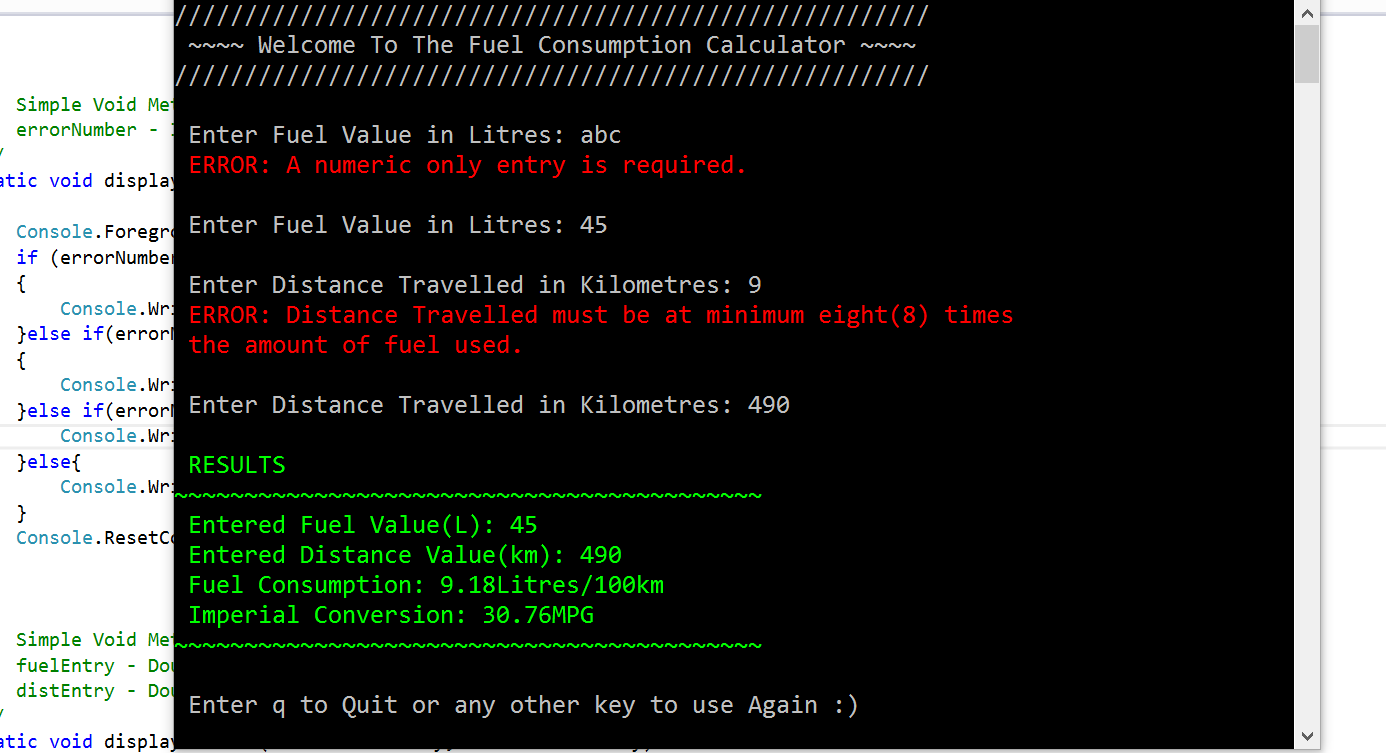 Simple Void Me
errorNumber -
atic void display
Console.Foregro
if (errorNumber
{
Console.Wri
}else if(errorN
{
Console.Wri
}else if(errorN
Console.Wri
}else{
Console.Wri
}
Console.ResetCo
Simple Void Me
fuelEntry - Dou
distEntry - Dou
atic void display
//////////////////////////////////////////////////////
~~~~ Welcome To The Fuel Consumption Calculator ~~~~
//////////////////////////////////////////////////////
Enter Fuel Value in Litres: abc
ERROR: A numeric only entry is required.
Enter Fuel Value in Litres: 45
Enter Distance Travelled in Kilometres: 9
ERROR: Distance Travelled must be at minimum eight(8) times
the amount of fuel used.
Enter Distance Travelled in Kilometres: 490
RESULTS
~~~~~~~~~~~~~~~~~~~~~~~~~~~~~~~~~~~~~~~~~~
Entered Fuel Value(L): 45
Entered Distance Value(km): 490
Fuel Consumption: 9.18Litres/100km
Imperial Conversion: 30.76MPG
~~~~~~~~~~~~~~~~~~~~~~~~~~~~~~~~~~~~~~~~~~
Enter q to Quit or any other key to use Again :)